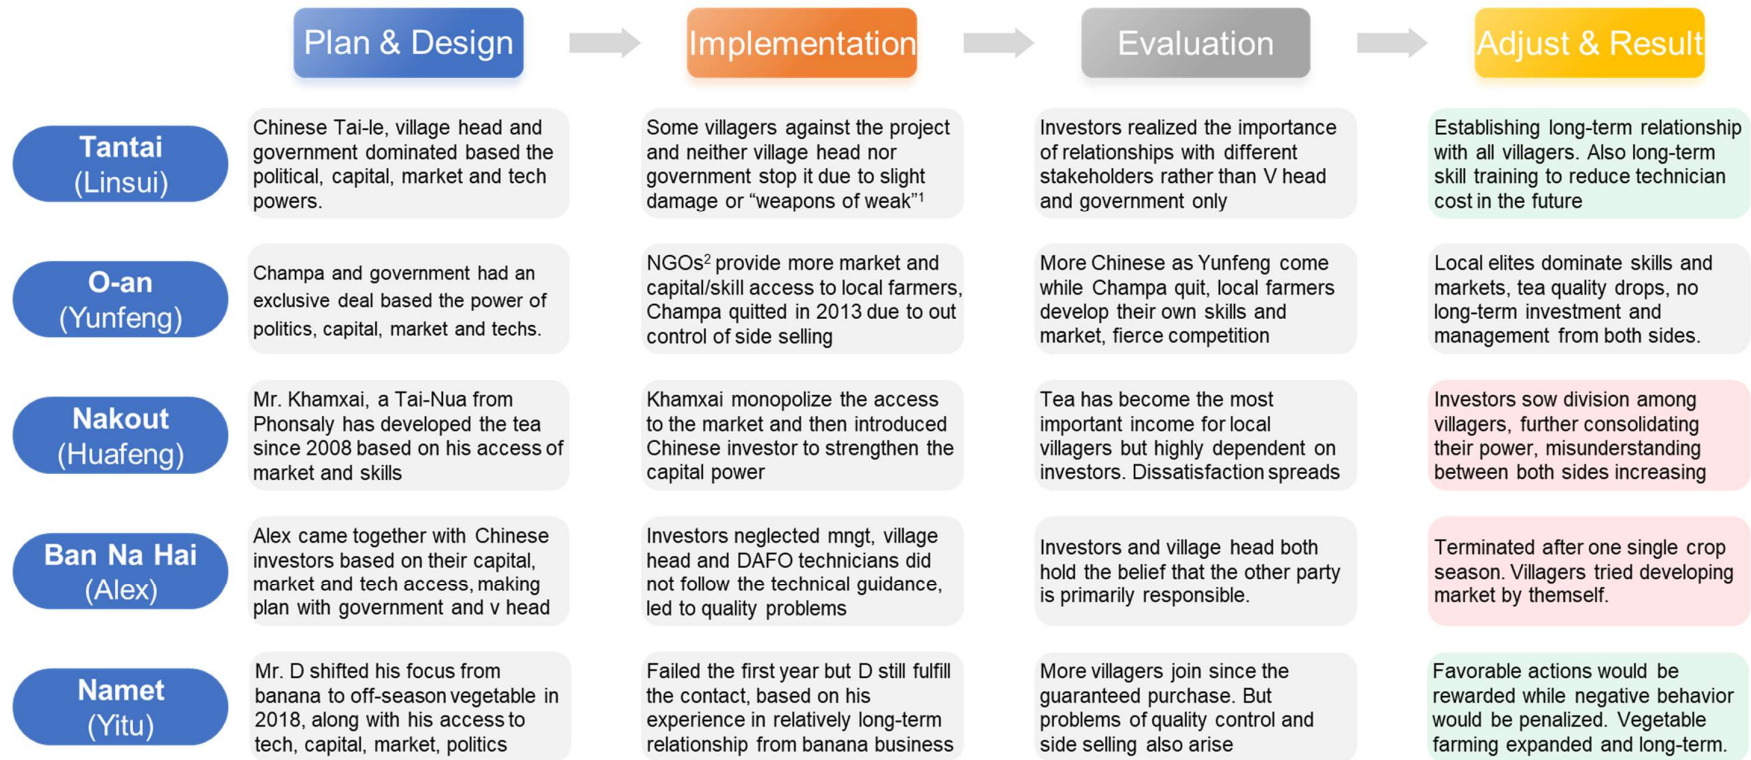 Plan & Design
Implementation
Evaluation
Adjust & Result
Tantai
(Linsui)
Chinese Tai-le, village head and
government dominated based the
political, capital, market and tech
powers.
Some villagers against the project
and neither village head nor
government stop it due to slight
damage or “weapons of weak”¹
Investors realized the importance
of relationships with different
stakeholders rather than V head
and government only
Establishing long-term relationship
with all villagers. Also long-term
skill training to reduce technician
cost in the future
O-an
(Yunfeng)
Champa and government had an
exclusive deal based the power of
politics, capital, market and techs.
NGOs² provide more market and
capital/skill access to local farmers,
Champa quitted in 2013 due to out
control of side selling
More Chinese as Yunfeng come
while Champa quit, local farmers
develop their own skills and
market, fierce competition
Local elites dominate skills and
markets, tea quality drops, no
long-term investment and
management from both sides.
Nakout
(Huafeng)
Mr. Khamxai, a Tai-Nua from
Phonsaly has developed the tea
since 2008 based on his access of
market and skills
Khamxai monopolize the access
to the market and then introduced
Chinese investor to strengthen the
capital power
Tea has become the most
important income for local
villagers but highly dependent on
investors. Dissatisfaction spreads
Investors sow division among
villagers, further consolidating
their power, misunderstanding
between both sides increasing
Ban Na Hai
(Alex)
Alex came together with Chinese
investors based on their capital,
market and tech access, making
plan with government and v head
Investors neglected mngt, village
head and DAFO technicians did
not follow the technical guidance,
led to quality problems
Investors and village head both
hold the belief that the other party
is primarily responsible.
Terminated after one single crop
season. Villagers tried developing
market by themself.
Namet
(Yitu)
Mr. D shifted his focus from
banana to off-season vegetable in
2018, along with his access to
tech, capital, market, politics
Failed the first year but D still fulfill
the contact, based on his
experience in relatively long-term
relationship from banana business
More villagers join since the
guaranteed purchase. But
problems of quality control and
side selling also arise
Favorable actions would be
rewarded while negative behavior
would be penalized. Vegetable
farming expanded and long-term.